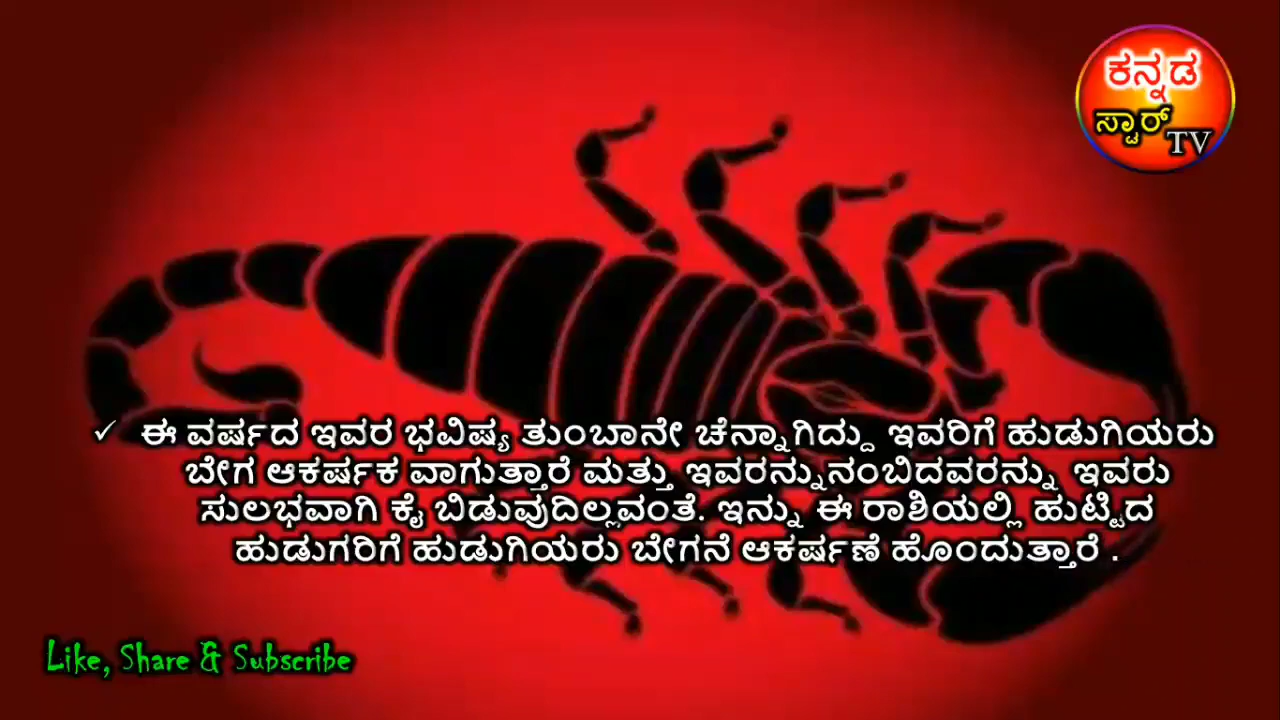 ಕನ್ನಡ
ಸ್ಟಾರ್
TV
✓ ಈ ವರ್ಷದ ಇವರ ಭವಿಷ್ಯ ತುಂಬಾನೇ ಚೆನ್ನಾಗಿದ್ದು ಇವರಿಗೆ ಹುಡುಗಿಯರು
ಬೇಗ ಆಕರ್ಷಕ ವಾಗುತ್ತಾರೆ ಮತ್ತು ಇವರನ್ನುನಂಬಿದವರನ್ನು ಇವರು
ಸುಲಭವಾಗಿ ಕೈ ಬಿಡುವುದಿಲ್ಲವಂತೆ. ಇನ್ನು ಈ ರಾಶಿಯಲ್ಲಿ ಹುಟ್ಟಿದ
ಹುಡುಗರಿಗೆ ಹುಡುಗಿಯರು ಬೇಗನೆ ಆಕರ್ಷಣೆ ಹೊಂದುತ್ತಾರೆ .
Like, Share & Subscribe